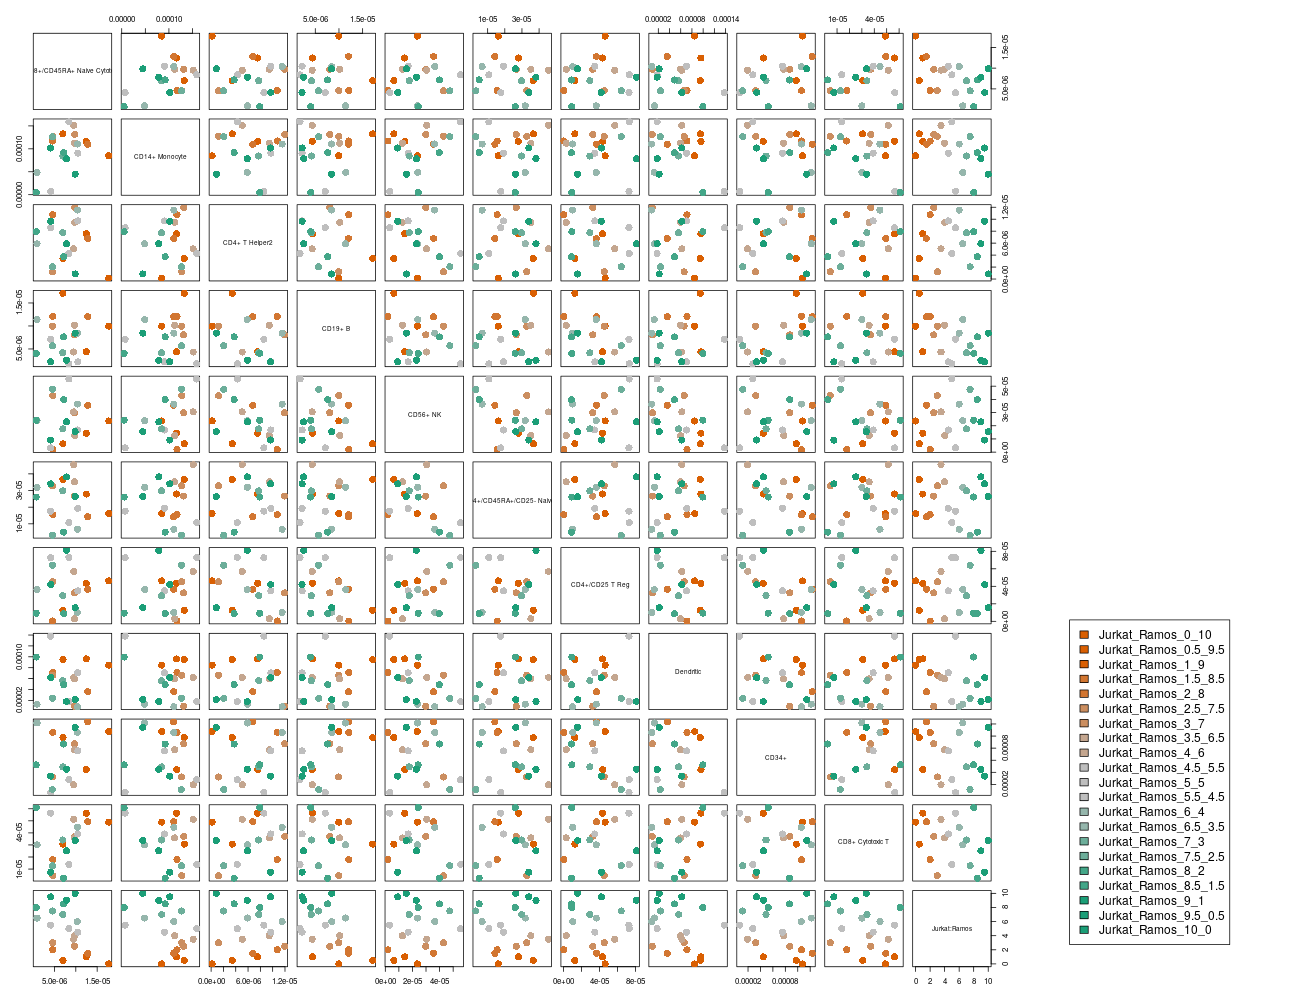 0.00000 0.00010 5.0e-06 1.5e-05 1e-05 3e-05 0.00002 0.00008 0.00014 1e-05 4e-05
8+/CD45RA+ Naive Cytot
5.0e-06 1.5e-05
0.00000 0.00010
CD14+ Monocyte
CD4+ T Helper2
0.0e+00 6.0e-06 1.2e-05
5.0e-06 1.5e-05
CD19+ B
CD56+ NK
0e+00 3e-05 5e-05
1e-05 3e-05
4+/CD45RA+/CD25- Naiv
CD4+/CD25 T Reg
0e+00 4e-05 8e-05
0.00002 0.00010
Dendritic
CD34+
0.00002 0.00008
1e-05 4e-05
CD8+ Cytotoxic T
Jurkat:Ramos
0 2 4 6 8 10
5.0e-06 1.5e-05 0.0e+00 6.0e-06 1.2e-05 0e+00 2e-05 4e-05 0e+00 4e-05 8e-05 0.00002 0.00008 0 2 4 6 8 10
Jurkat_Ramos_0_10
Jurkat_Ramos_0.5_9.5
Jurkat_Ramos_1_9
Jurkat_Ramos_1.5_8.5
Jurkat_Ramos_2_8
Jurkat_Ramos_2.5_7.5
Jurkat_Ramos_3_7
Jurkat_Ramos_3.5_6.5
Jurkat_Ramos_4_6
Jurkat_Ramos_4.5_5.5
Jurkat_Ramos_5_5
Jurkat_Ramos_5.5_4.5
Jurkat_Ramos_6_4
Jurkat_Ramos_6.5_3.5
Jurkat_Ramos_7_3
Jurkat_Ramos_7.5_2.5
Jurkat_Ramos_8_2
Jurkat_Ramos_8.5_1.5
Jurkat_Ramos_9_1
Jurkat_Ramos_9.5_0.5
Jurkat_Ramos_10_0